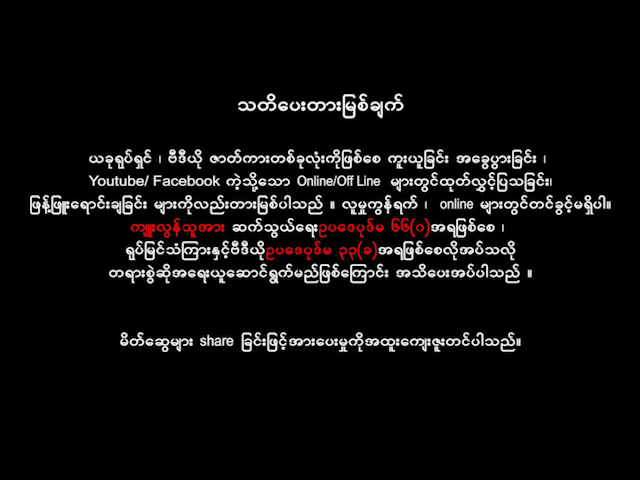 သတိပေးတားမြစ်ချက်
ယခုရုပ်ရှင် ၊ ဗီဒီယို ဇာတ်ကားတစ်ခုလုံးကိုဖြစ်စေ ကူးယူခြင်း အခွေပွားခြင်း ၊
Youtube/ Facebook ကဲ့သို့သော Online/Off Line များတွင်ထုတ်လွှင့်ပြသခြင်း၊
ဖြန့်ဖြူးရောင်းချခြင်း များကိုလည်းတားမြစ်ပါသည် ။ လူမှုကွန်ရက် ၊ online များတွင်တင်ခွင့်မရှိပါ။
ကျူးလွန်သူအား ဆက်သွယ်ရေးဥပဒေပုဒ်မ ၆၆(ဝ)အရဖြစ်စေ ၊
ရုပ်မြင်သံကြားနှင့်ဗီဒီယိုဥပဒေပုဒ်မ ၃၃(ခ)အရဖြစ်စေလိုအပ်သလို
တရားစွဲဆိုအရေးယူဆောင်ရွက်မည်ဖြစ်ကြောင်း အသိပေးအပ်ပါသည် ။
မိတ်ဆွေများ share ခြင်းဖြင့်အားပေးမှုကိုအထူးကျေးဇူးတင်ပါသည်။